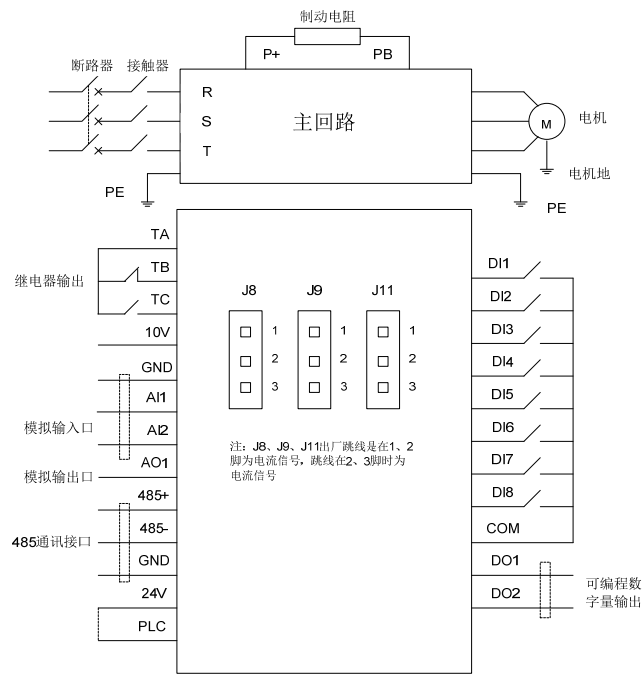 制动电阻
P+ PB
断路器 接触器
R
S
T
主回路
M
电机
电机地
PE
PE
TA
TB
TC
继电器输出
10V
GND
AI1
AI2
模拟输入口
AO1
模拟输出口
485+
485-
485通讯接口
GND
24V
PLC
J8 J9 J11
1 1 1
2 2 2
3 3 3
注：J8、J9、J11出厂跳线是在1、2
脚为电流信号，跳线在2、3脚时为
电流信号
DI1
DI2
DI3
DI4
DI5
DI6
DI7
DI8
COM
DO1
DO2
可编程数
字量输出